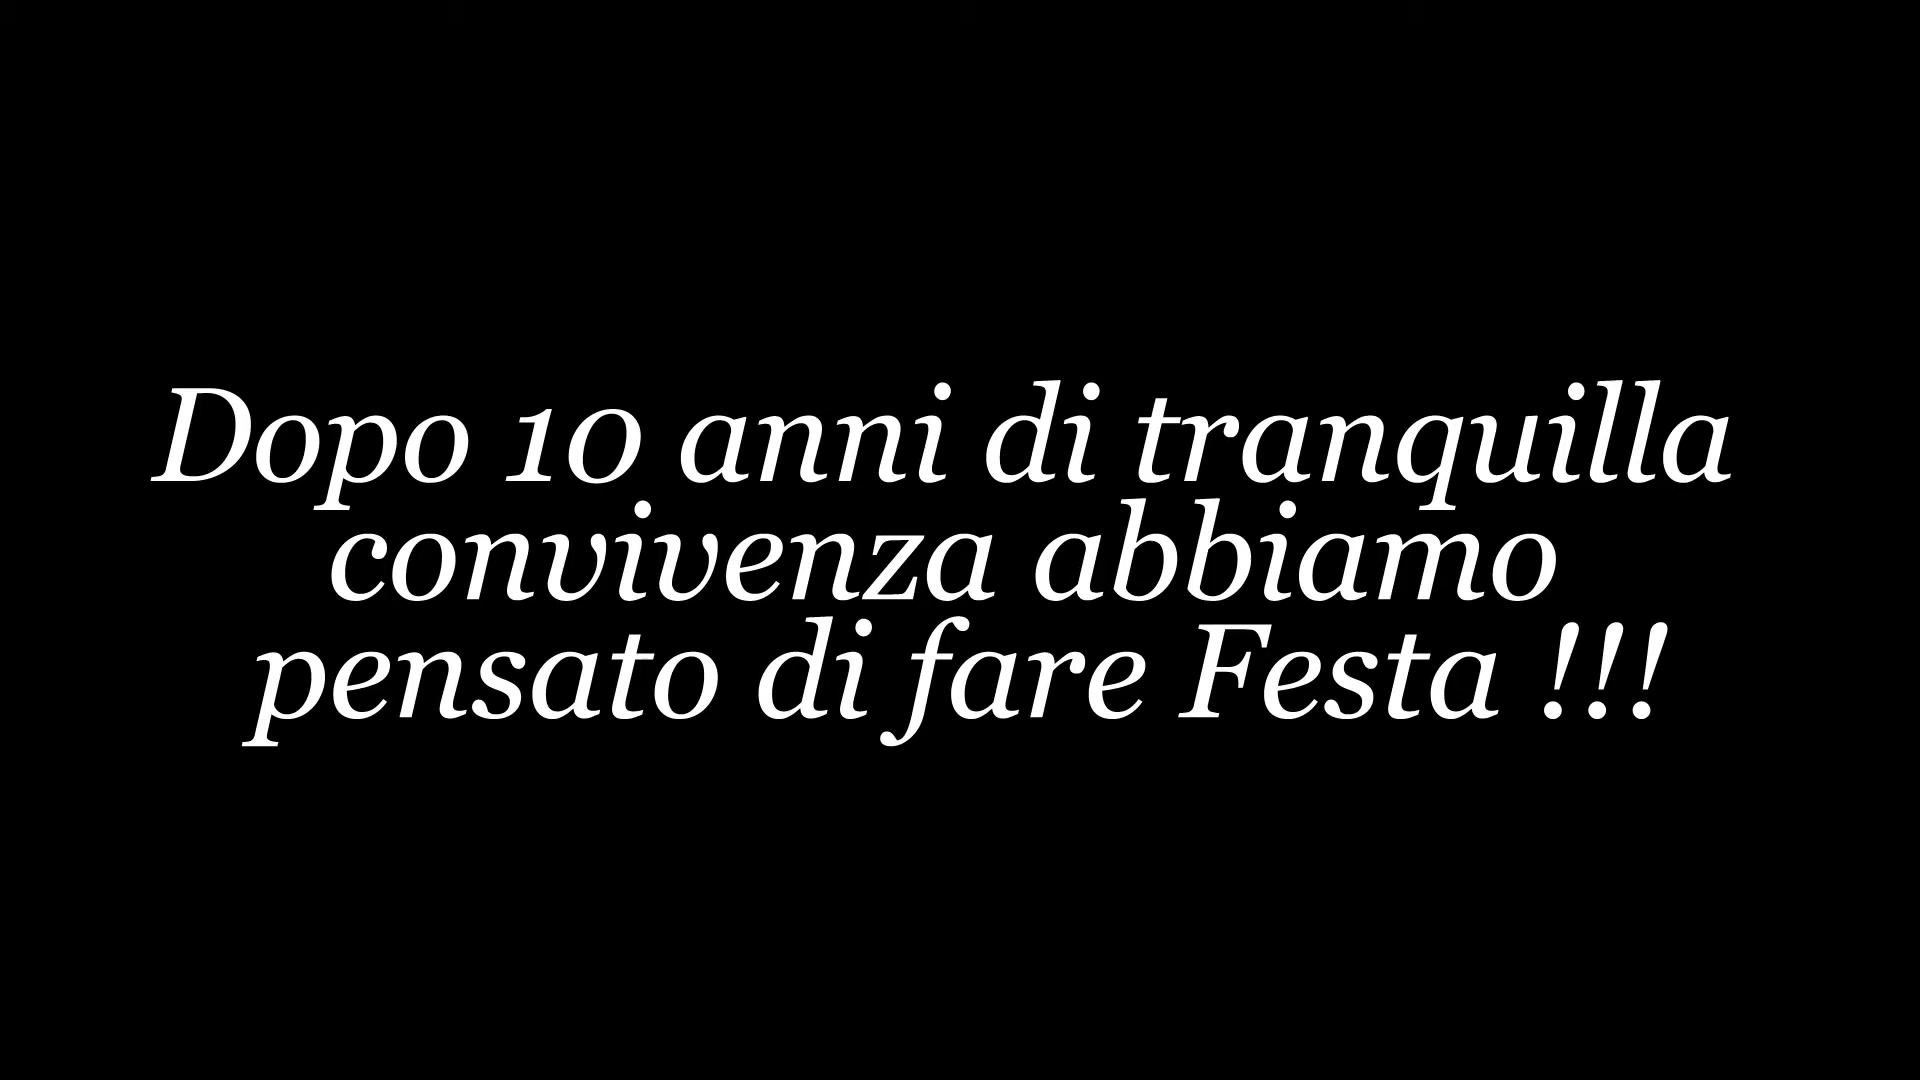 Dopo 10 anni di tranquilla
convivenza abbiamo
pensato di fare Festa !!!